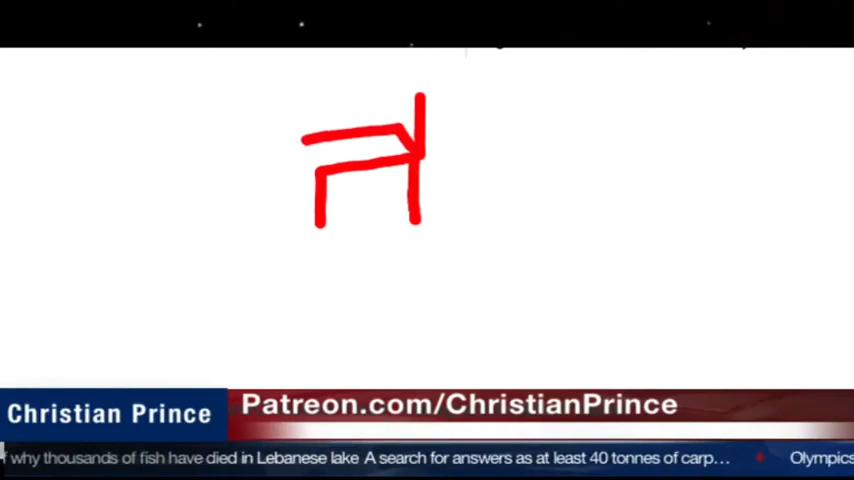 Christian Prince
Patreon.com/ChristianPrince
f why thousands of fish have died in Lebanese lake A search for answers as at least 40 tonnes of carp... Olympics